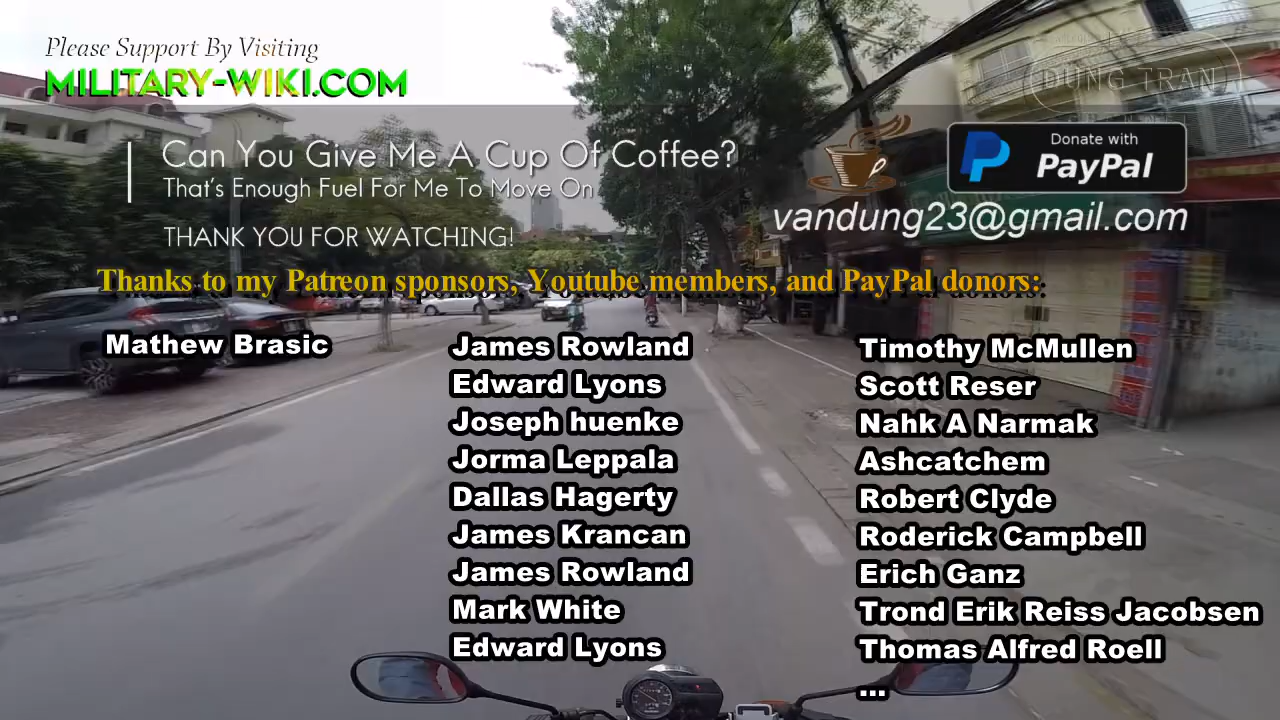 Please Support By Visiting
MILITARY-WIKI.COM
DUNG TRAN
Can You Give Me A Cup Of Coffee?
That's Enough Fuel For Me To Move On
THANK YOU FOR WATCHING!
Donate with
PayPal
vandung23@gmail.com
Thanks to my Patreon sponsors, Youtube members, and PayPal donors:
Mathew Brasic
James Rowland
Edward Lyons
Joseph huenke
Jorma Leppala
Dallas Hagerty
James Krancan
James Rowland
Mark White
Edward Lyons
Timothy McMullen
Scott Reser
Nahk A Narmak
Ashcatchem
Robert Clyde
Roderick Campbell
Erich Ganz
Trond Erik Reiss Jacobsen
Thomas Alfred Roell
...